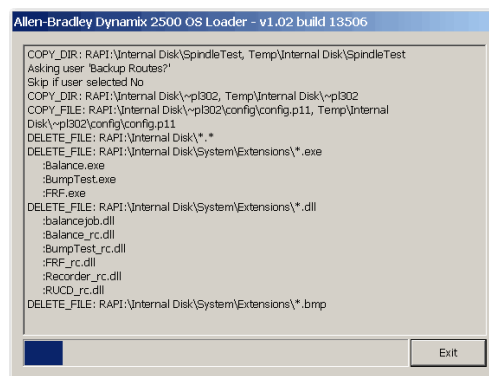 Allen-Bradley Dynamix 2500 OS Loader - v1.02 build 13506
COPY_DIR: RAPI:\Internal Disk\SpindleTest, Temp\Internal Disk\SpindleTest
Asking user 'Backup Routes?'
Skip if user selected No
COPY_DIR: RAPI:\Internal Disk\~pl302, Temp\Internal Disk\~pl302
COPY_FILE: RAPI:\Internal Disk\~pl302\config\config.p11, Temp\Internal
Disk\~pl302\config\config.p11
DELETE_FILE: RAPI:\Internal Disk\*.*
DELETE_FILE: RAPI:\Internal Disk\System\Extensions\*.exe
:Balance.exe
:BumpTest.exe
:FRF.exe
DELETE_FILE: RAPI:\Internal Disk\System\Extensions\*.dll
:balancejob.dll
:Balance_rc.dll
:BumpTest_rc.dll
:FRF_rc.dll
:Recorder_rc.dll
:RUCD_rc.dll
DELETE_FILE: RAPI:\Internal Disk\System\Extensions\*.bmp
Exit